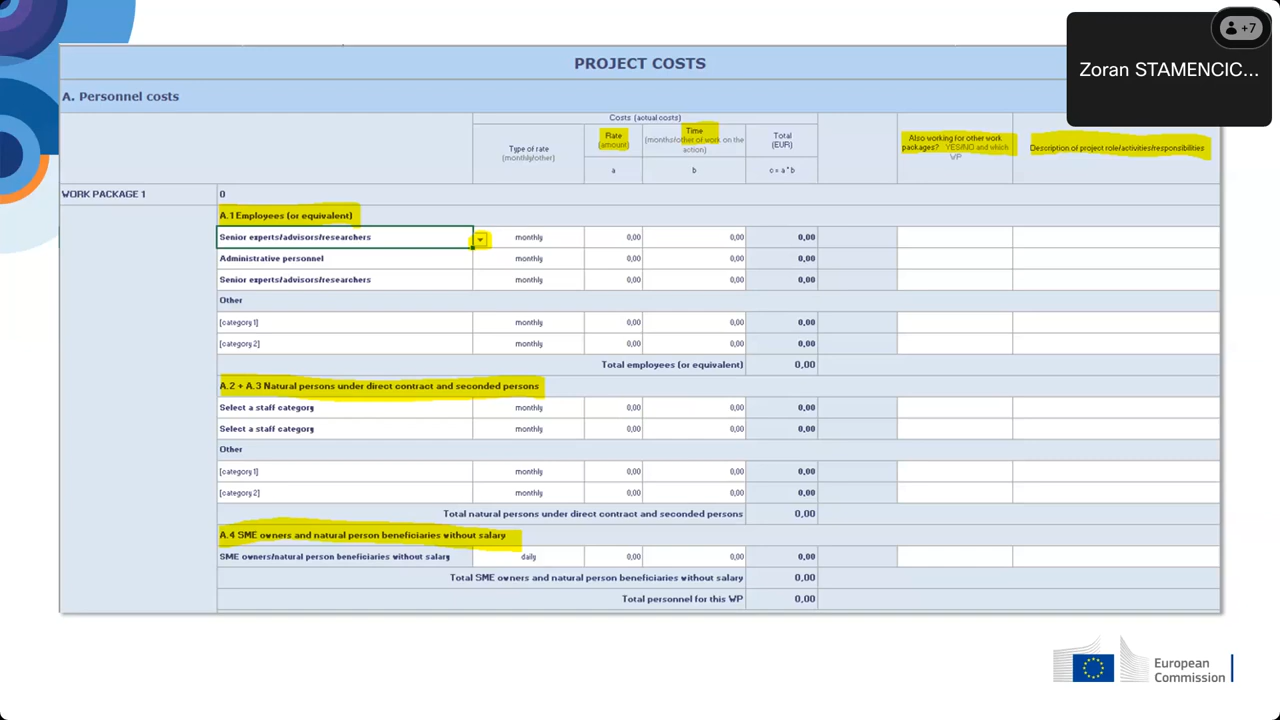 +7
Zoran STAMENCIC...
PROJECT COSTS
A. Personnel costs
Costs (actual costs)
Type of rate (monthly/other)
Rate (amount)
Time (months/other of work on the action)
Total (EUR)
Also working for other work packages? YES/NO and which WP
Description of project role/activities/responsibilities
a
b
c = a * b
WORK PACKAGE 1 0
A.1 Employees (or equivalent)
Senior experts/advisors/researchers monthly 0,00 0,00 0,00
Administrative personnel monthly 0,00 0,00 0,00
Senior experts/advisors/researchers monthly 0,00 0,00 0,00
Other
[category 1] monthly 0,00 0,00 0,00
[category 2] monthly 0,00 0,00 0,00
Total employees (or equivalent) 0,00
A.2 + A.3 Natural persons under direct contract and seconded persons
Select a staff category monthly 0,00 0,00 0,00
Select a staff category monthly 0,00 0,00 0,00
Other
[category 1] monthly 0,00 0,00 0,00
[category 2] monthly 0,00 0,00 0,00
Total natural persons under direct contract and seconded persons 0,00
A.4 SME owners and natural person beneficiaries without salary
SME owners/natural person beneficiaries without salary daily 0,00 0,00 0,00
Total SME owners and natural person beneficiaries without salary 0,00
Total personnel for this WP 0,00
European
Commission